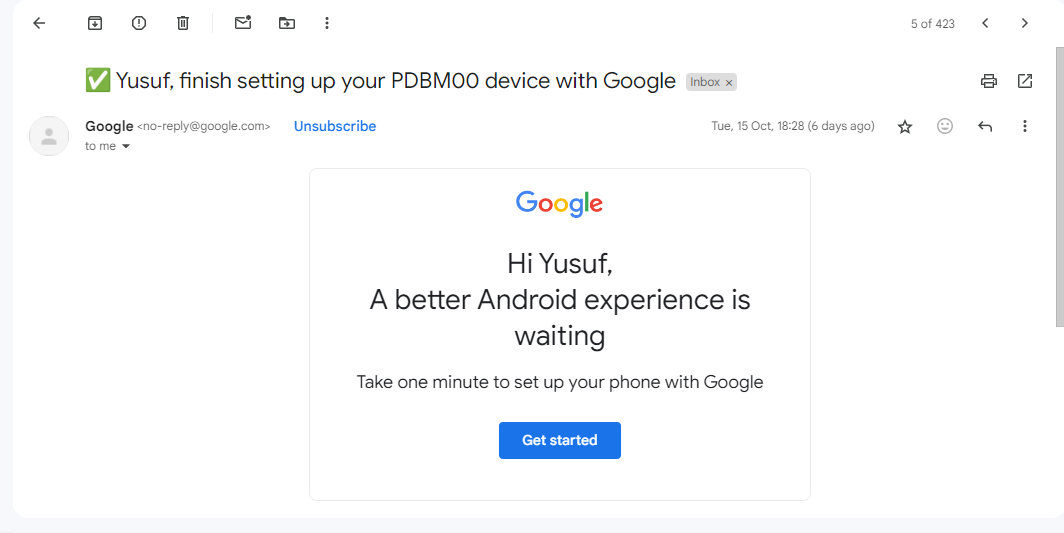 5 of 423
✅ Yusuf, finish setting up your PDBM00 device with Google Inbox ×
Google <no-reply@google.com> Unsubscribe Tue, 15 Oct, 18:28 (6 days ago)
to me
Google
Hi Yusuf,
A better Android experience is
waiting
Take one minute to set up your phone with Google
Get started